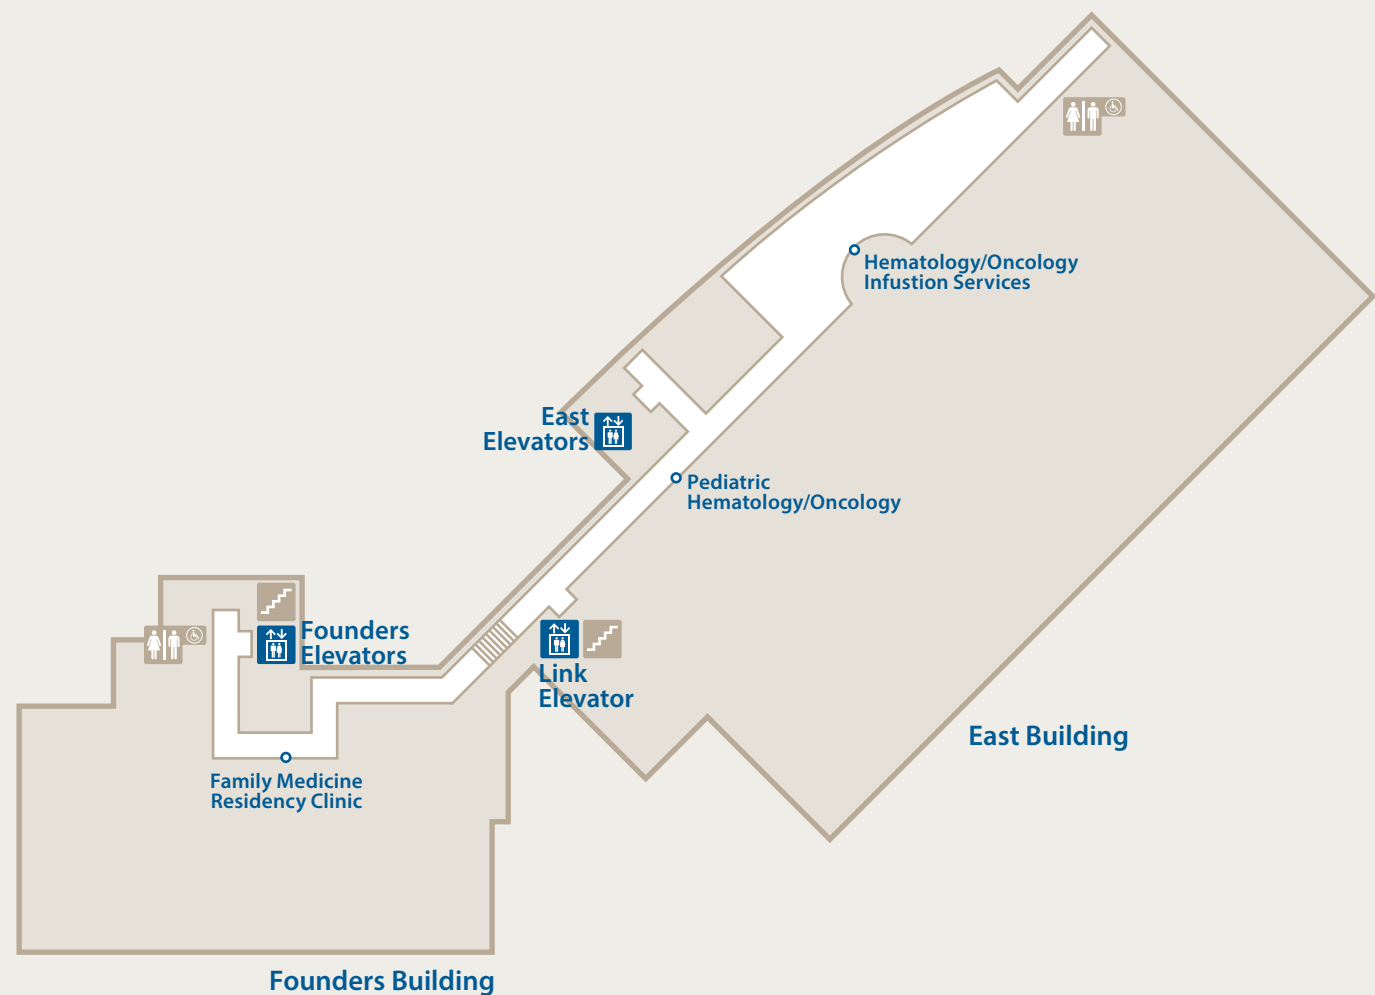 Hematology/Oncology
Infustion Services
East
Elevators
Pediatric
Hematology/Oncology
Founders
Elevators
Link
Elevator
East Building
Family Medicine
Residency Clinic
Founders Building